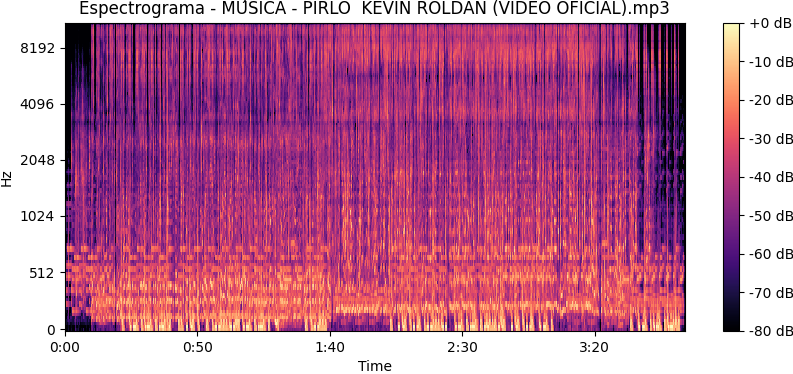 Espectrograma - MÚSICA - PIRLO  KEVIN ROLDAN (VIDEO OFICIAL).mp3
8192
4096
2048
1024
512
0
Hz
0:00
0:50
1:40
2:30
3:20
Time
+0 dB
-10 dB
-20 dB
-30 dB
-40 dB
-50 dB
-60 dB
-70 dB
-80 dB